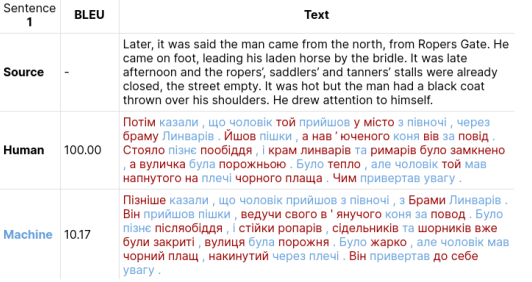 Sentence
1
BLEU
Text
Source
-
Later, it was said the man came from the north, from Ropers Gate. He
came on foot, leading his laden horse by the bridle. It was late
afternoon and the ropers’, saddlers’ and tanners’ stalls were already
closed, the street empty. It was hot but the man had a black coat
thrown over his shoulders. He drew attention to himself.
Human
100.00
Потім казали , що чоловік той прийшов у місто з півночі , через
браму Линварів . Йшов пішки , а нав ’ юченого коня вів за повід .
Стояло пізнє пообіддя , і крам линварів та римарів було замкнено
, а вуличка була порожньою . Було тепло , але чоловік той мав
напнутого на плечі чорного плаща . Чим привертав увагу .
Machine
10.17
Пізніше казали , що чоловік прийшов з півночі , з Брами Линварів .
Він прийшов пішки , ведучи свого в ' янучого коня за повод . Було
пізнє післяобіддя , і стійки ропарів , сідельників та шорників вже
були закриті , вулиця була порожня . Було жарко , але чоловік мав
чорний плащ , накинутий через плечі . Він привертав до себе
увагу .